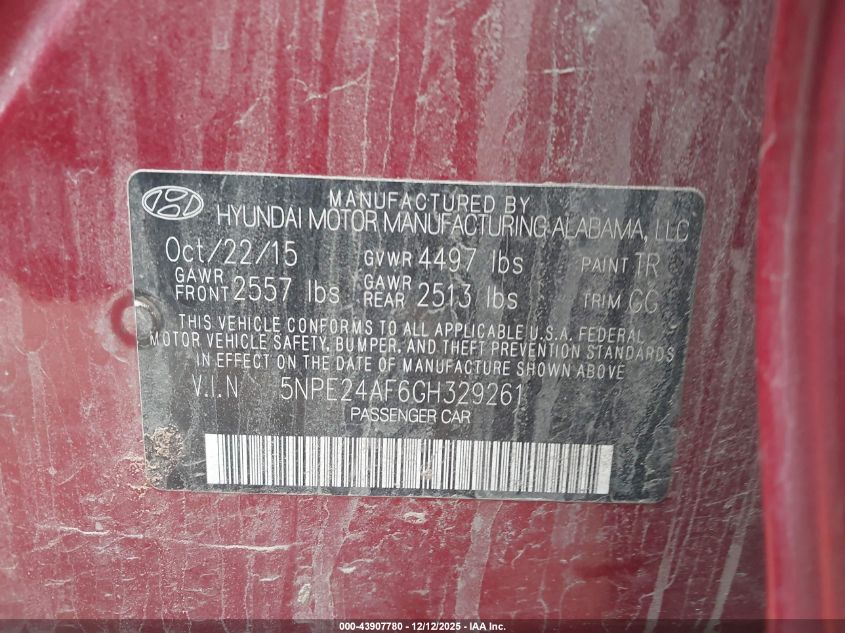 MANUFACTURED BY
HYUNDAI MOTOR MANUFACTURING ALABAMA, LLC
Oct/22/15 GVWR 4497 lbs PAINT TR
GAWR FRONT 2557 lbs GAWR REAR 2513 lbs TRIM CG
THIS VEHICLE CONFORMS TO ALL APPLICABLE U.S.A. FEDERAL
MOTOR VEHICLE SAFETY, BUMPER, AND THEFT PREVENTION STANDARDS
IN EFFECT ON THE DATE OF MANUFACTURE SHOWN ABOVE
V.I.N 5NPE24AF6GH329261
PASSENGER CAR
000-43907780 - 12/12/2025 - IAA, Inc.